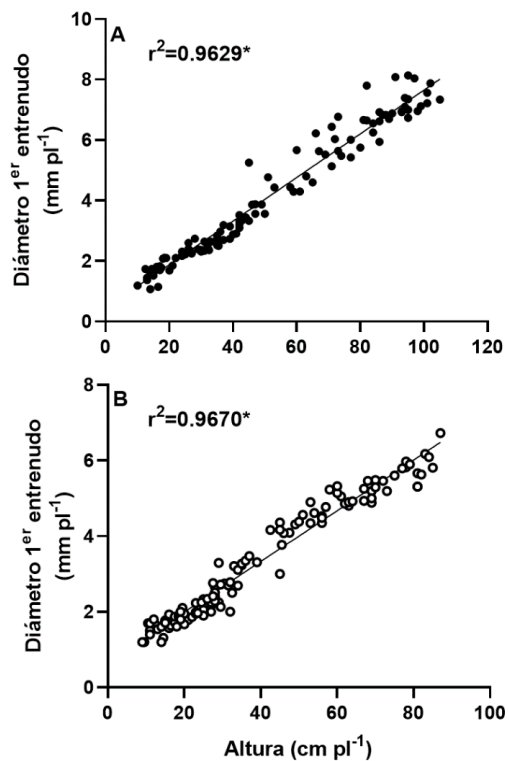 A
r²=0.9629*
Diámetro 1ᵉʳ entrenudo
(mm pl⁻¹)
10
8
6
4
2
0
0 20 40 60 80 100 120
B
r²=0.9670*
Diámetro 1ᵉʳ entrenudo
(mm pl⁻¹)
8
6
4
2
0
0 20 40 60 80 100
Altura (cm pl⁻¹)